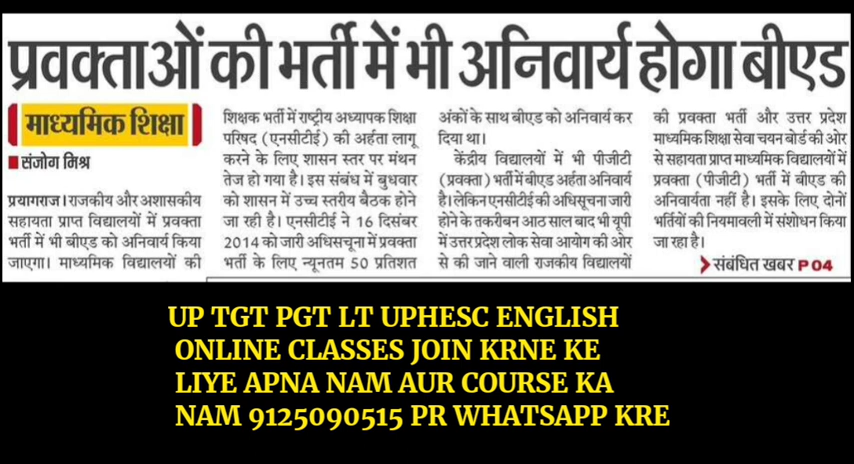 प्रवक्ताओं की भर्ती में भी अनिवार्य होगा बीएड
माध्यमिक शिक्षा
संजोग मिश्र
प्रयागराज। राजकीय और अशासकीय
सहायता प्राप्त विद्यालयों में प्रवक्ता
भर्ती में भी बीएड को अनिवार्य किया
जाएगा। माध्यमिक विद्यालयों की
शिक्षक भर्ती में राष्ट्रीय अध्यापक शिक्षा
परिषद (एनसीटीई) की अर्हता लागू
करने के लिए शासन स्तर पर मंथन
तेज हो गया है। इस संबंध में बुधवार
को शासन में उच्च स्तरीय बैठक होने
जा रही है। एनसीटीई ने 16 दिसंबर
2014 को जारी अधिसूचना में प्रवक्ता
भर्ती के लिए न्यूनतम 50 प्रतिशत
अंकों के साथ बीएड को अनिवार्य कर
दिया था।
केंद्रीय विद्यालयों में भी पीजीटी
(प्रवक्ता) भर्ती में बीएड अर्हता अनिवार्य
है। लेकिन एनसीटीई की अधिसूचना जारी
होने के तकरीबन आठ साल बाद भी यूपी
में उत्तर प्रदेश लोक सेवा आयोग की ओर
से की जाने वाली राजकीय विद्यालयों
की प्रवक्ता भर्ती और उत्तर प्रदेश
माध्यमिक शिक्षा सेवा चयन बोर्ड की ओर
से सहायता प्राप्त माध्यमिक विद्यालयों में
प्रवक्ता (पीजीटी) भर्ती में बीएड की
अनिवार्यता नहीं है। इसके लिए दोनों
भर्तियों की नियमावली में संशोधन किया
जा रहा है।
संबंधित खबर P 04
UP TGT PGT LT UPHESC ENGLISH
ONLINE CLASSES JOIN KRNE KE
LIYE APNA NAM AUR COURSE KA
NAM 9125090515 PR WHATSAPP KRE